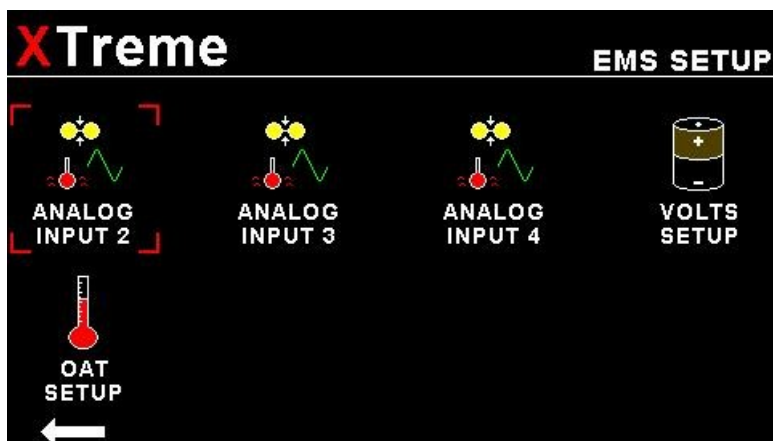 XTreme
EMS SETUP
ANALOG
INPUT 2
ANALOG
INPUT 3
ANALOG
INPUT 4
VOLTS
SETUP
OAT
SETUP